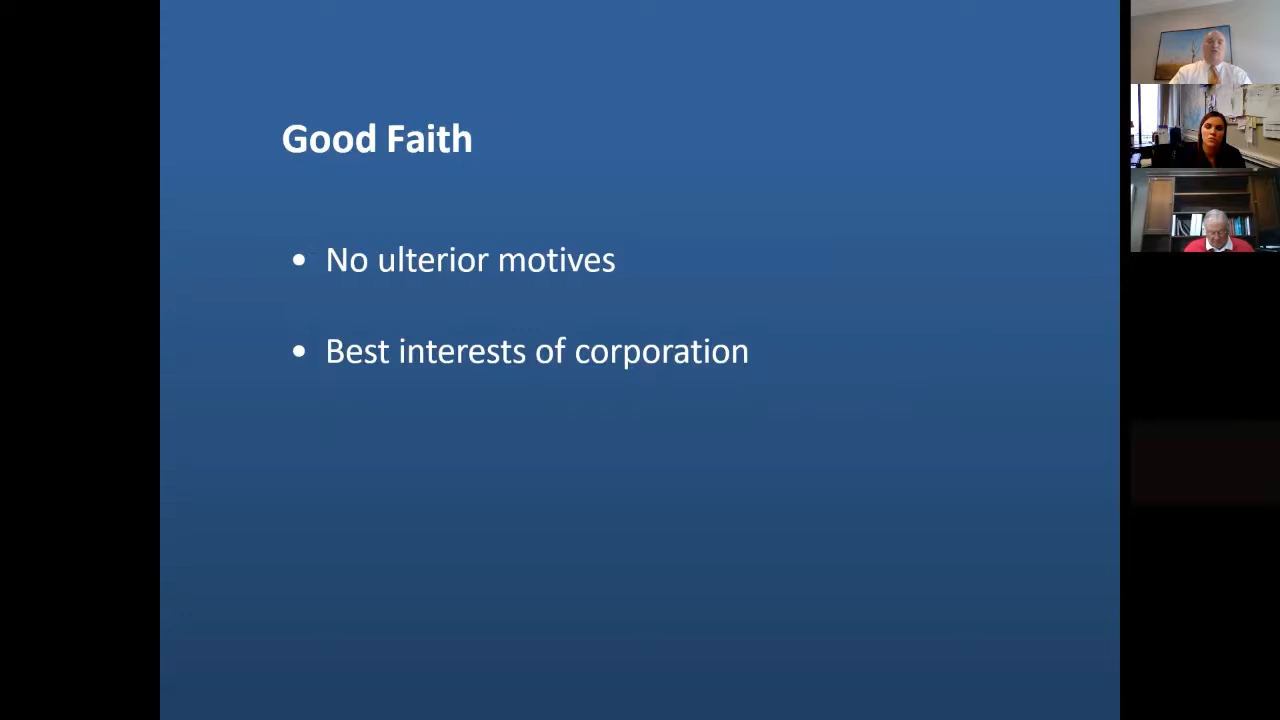 Good Faith
• No ulterior motives
• Best interests of corporation